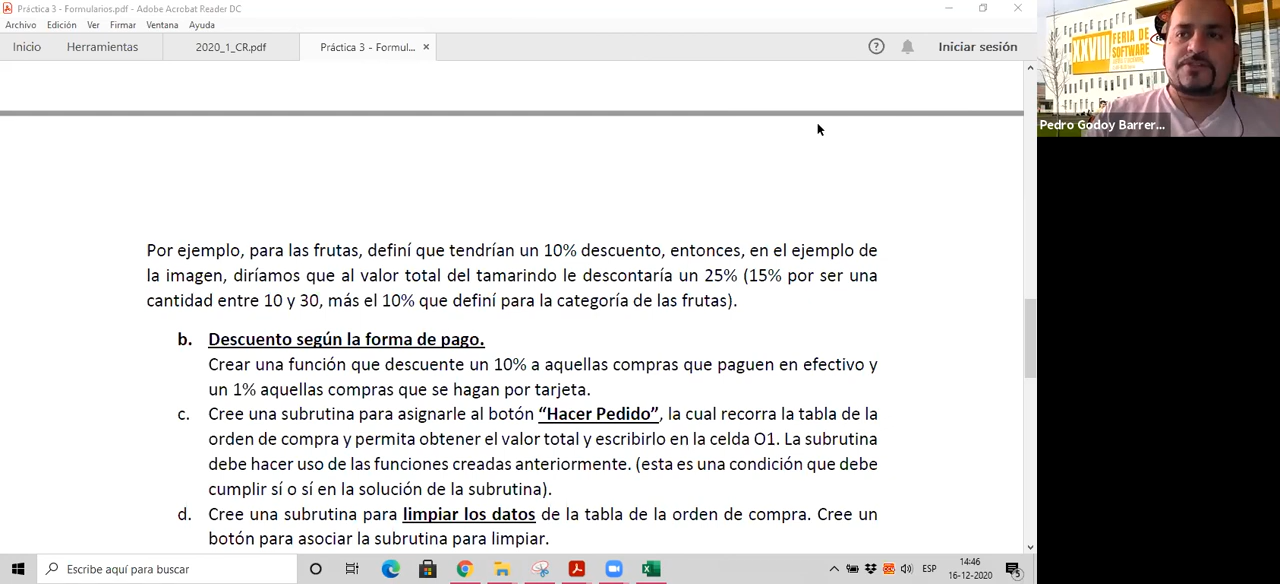 Práctica 3 - Formularios.pdf - Adobe Acrobat Reader DC
Archivo Edición Ver Firmar Ventana Ayuda
Inicio Herramientas 2020_1_CR.pdf Práctica 3 - Formul... × ? Iniciar sesión
XXVIII FERIA DE SOFTWARE
Pedro Godoy Barrer...
Por ejemplo, para las frutas, definí que tendrían un 10% descuento, entonces, en el ejemplo de
la imagen, diríamos que al valor total del tamarindo le descontaría un 25% (15% por ser una
cantidad entre 10 y 30, más el 10% que definí para la categoría de las frutas).
b. Descuento según la forma de pago.
Crear una función que descuente un 10% a aquellas compras que paguen en efectivo y
un 1% aquellas compras que se hagan por tarjeta.
c. Cree una subrutina para asignarle al botón “Hacer Pedido”, la cual recorra la tabla de la
orden de compra y permita obtener el valor total y escribirlo en la celda O1. La subrutina
debe hacer uso de las funciones creadas anteriormente. (esta es una condición que debe
cumplir sí o sí en la solución de la subrutina).
d. Cree una subrutina para limpiar los datos de la tabla de la orden de compra. Cree un
botón para asociar la subrutina para limpiar.
Escribe aquí para buscar
ESP
14:46
16-12-2020
5